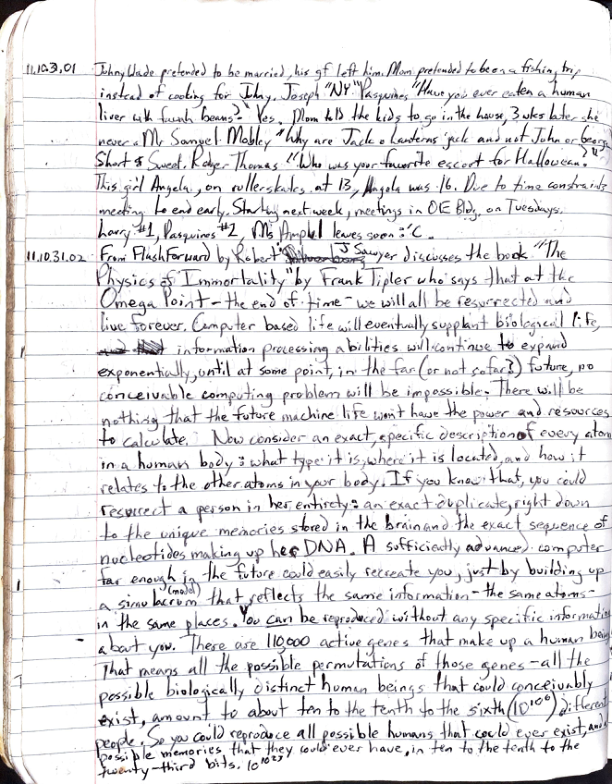 11.10.3.01 Johny Wade pretended to be married, his gf left him. Mom pretended to be on a fishin, trip
instead of cooking for Johny. Joseph "NY" Pasquines "Have you ever eaten a human
liver with fava beans?" Yes. Mom told the kids to go in the house, 3 wks later she
never a Mr Samuel Mobley "Why are Jack o Lanterns jack and not John or George
Short & Sweet. Roger Thomas "Who was your favorite escort for Halloween?"
This girl Angela, on rollerskates at 13, Angela was 16. Due to time constraints
meeting to end early. Starting next week, meetings in OE Bldg. on Tuesdays.
Larry #1, Pasquines #2, Ms Ampel leaves soon :'C.
11.10.31.02 From FlashForward by Robert J Sawyer discusses the book "The
Physics of Immortality" by Frank Tipler who says that at the
Omega Point - the end of time - we will all be resurrected and
live forever. Computer based life will eventually supplant biological life,
information processing abilities will continue to expand
exponentially, until at some point, in the far (or not so far?) future, no
conceivable computing problem will be impossible. There will be
nothing that the future machine life won't have the power and resources
to calculate. Now consider an exact, specific description of every atom
in a human body: what type it is, where it is located, and how it
relates to the other atoms in your body. If you know that, you could
resurrect a person in her entirety: an exact duplicate, right down
to the unique memories stored in the brain and the exact sequence of
nucleotides making up her DNA. A sufficiently advanced computer
far enough in the future could easily recreate you, just by building up
a simulacrum (model) that reflects the same information - the same atoms -
in the same places. You can be reproduced without any specific informatio
about you. There are 110,000 active genes that make up a human being
That means all the possible permutations of those genes - all the
possible biologically distinct human beings that could conceivably
exist, amount to about ten to the tenth to the sixth (10^10^6) different
people. So you could reproduce all possible humans that could ever exist, and
possible memories that they could ever have, in ten to the tenth to the
twenty-third bits. 10^10^23